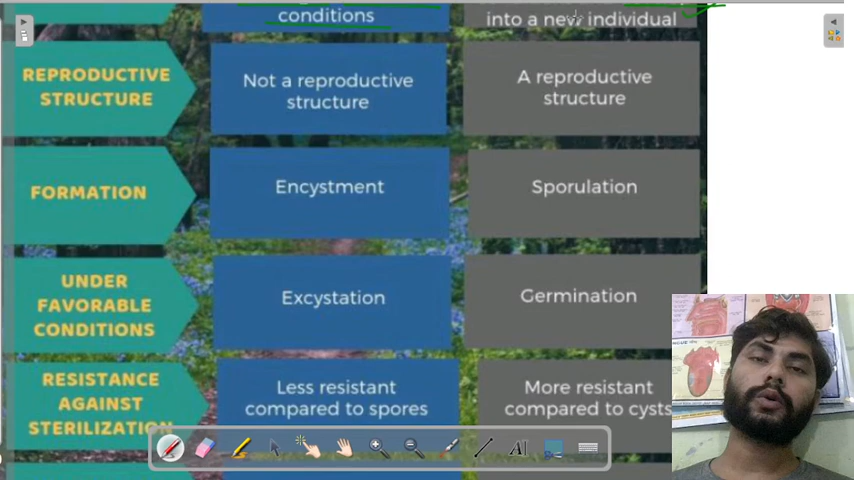 conditions
into a new individual
REPRODUCTIVE
STRUCTURE
Not a reproductive
structure
A reproductive
structure
FORMATION
Encystment
Sporulation
UNDER
FAVORABLE
CONDITIONS
Excystation
Germination
RESISTANCE
AGAINST
STERILIZATION
Less resistant
compared to spores
More resistant
compared to cysts